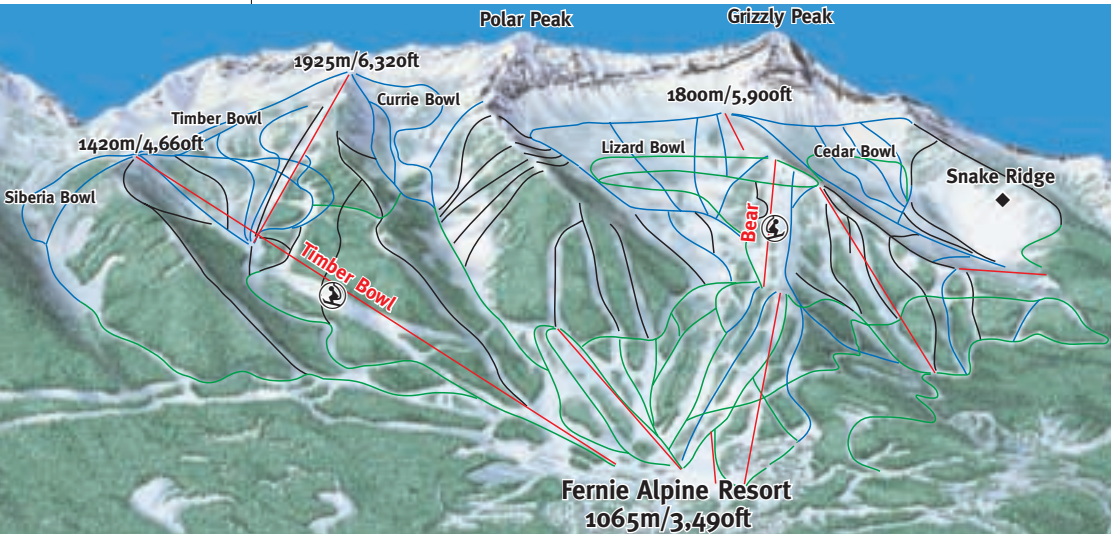 Polar Peak
Grizzly Peak
1925m/6,320ft
Currie Bowl
1800m/5,900ft
Timber Bowl
1420m/4,660ft
Lizard Bowl
Cedar Bowl
Siberia Bowl
Snake Ridge
Bear
Timber Bowl
Fernie Alpine Resort
1065m/3,490ft